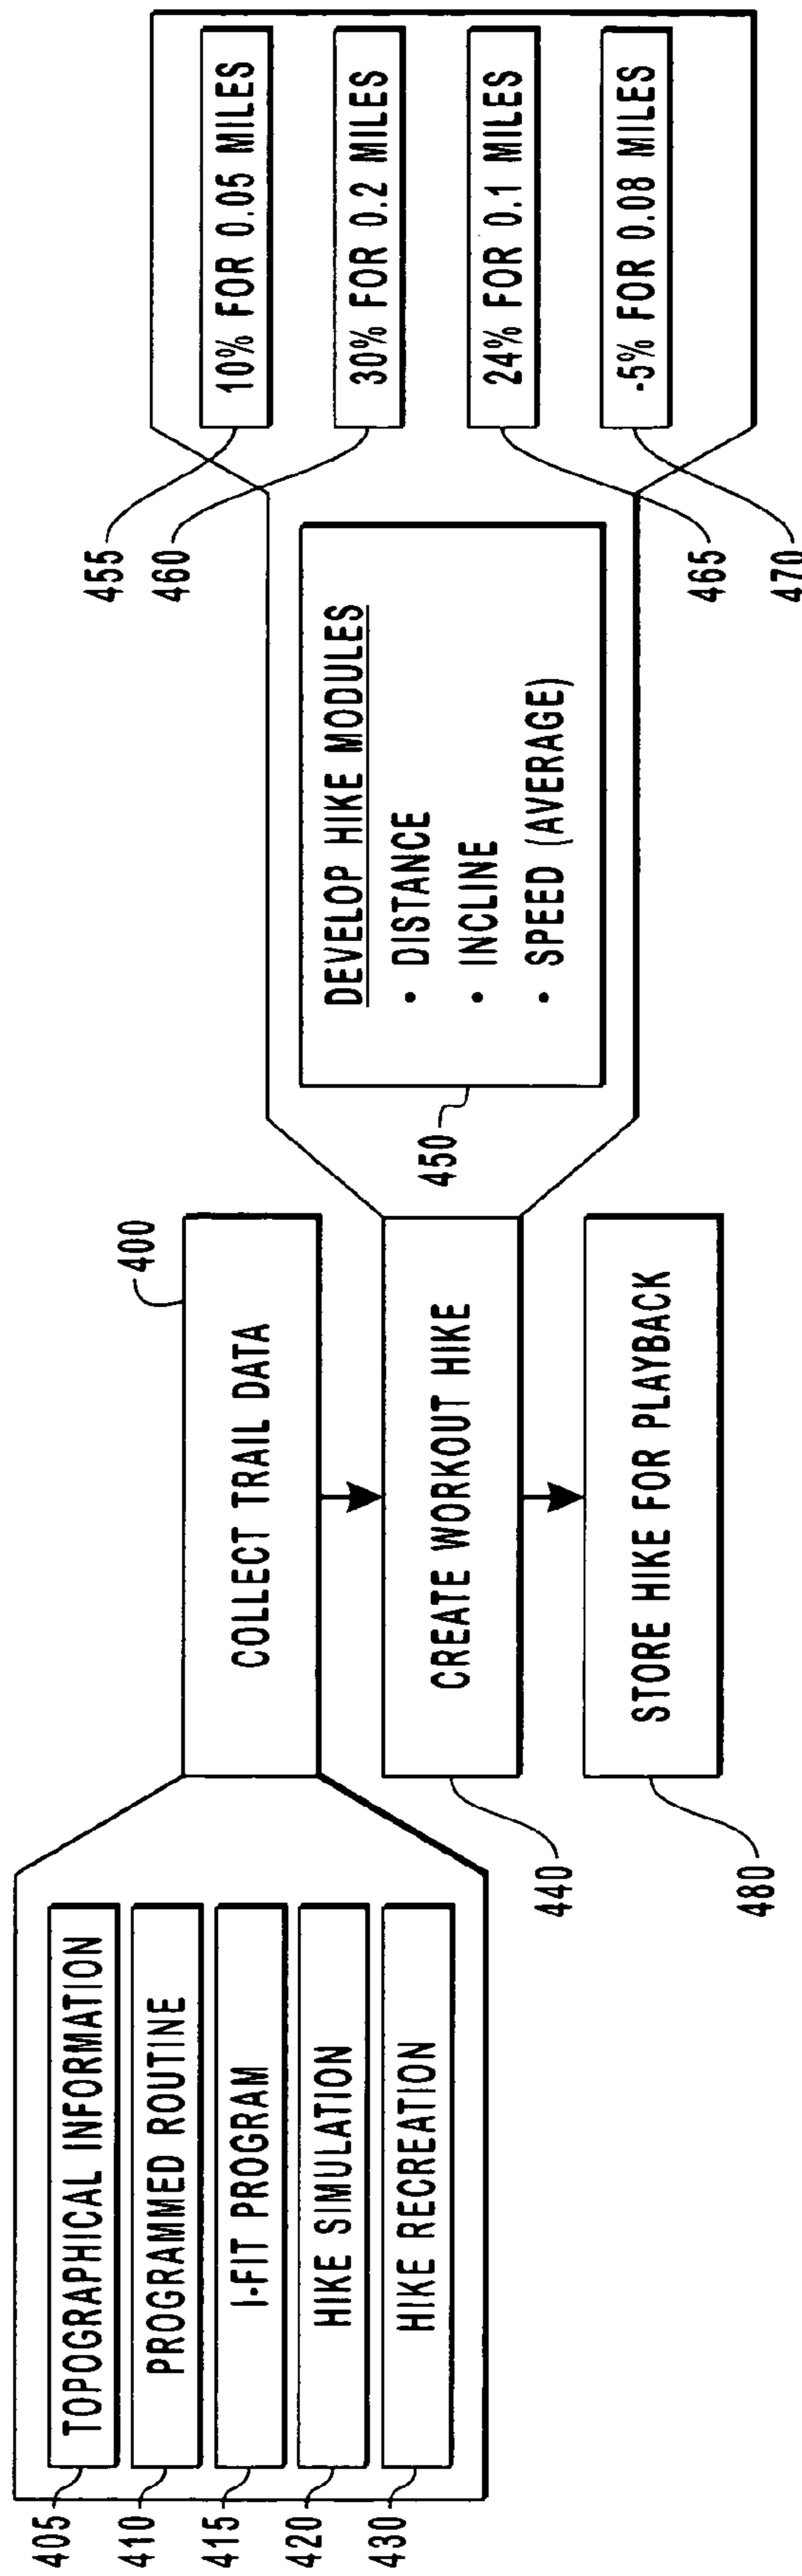 405
TOPOGRAPHICAL INFORMATION
410
PROGRAMMED ROUTINE
415
I-FIT PROGRAM
420
HIKE SIMULATION
430
HIKE RECREATION
400
COLLECT TRAIL DATA
440
CREATE WORKOUT HIKE
480
STORE HIKE FOR PLAYBACK
450
DEVELOP HIKE MODULES
• DISTANCE
• INCLINE
• SPEED (AVERAGE)
455
10% FOR 0.05 MILES
460
30% FOR 0.2 MILES
465
24% FOR 0.1 MILES
470
-5% FOR 0.08 MILES